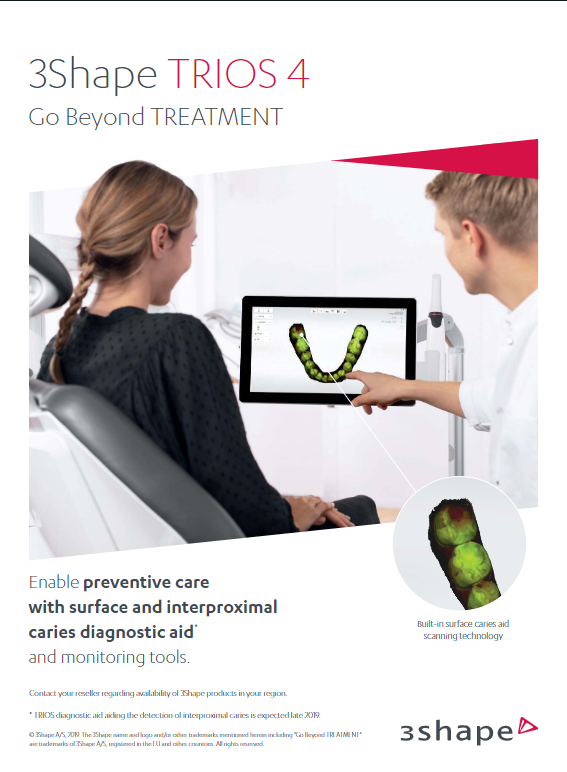 3Shape TRIOS 4
Go Beyond TREATMENT
Built-in surface caries aid
scanning technology
Enable preventive care
with surface and interproximal
caries diagnostic aid*
and monitoring tools.
Contact your reseller regarding availability of 3Shape products in your region.
* TRIOS diagnostic aid aiding the detection of interproximal caries is expected late 2019.
© 3Shape A/S, 2019. The 3Shape name and logo and/or other trademarks mentioned herein including "Go Beyond TREATMENT"
are trademarks of 3Shape A/S, registered in the EU and other countries. All rights reserved.
3shape